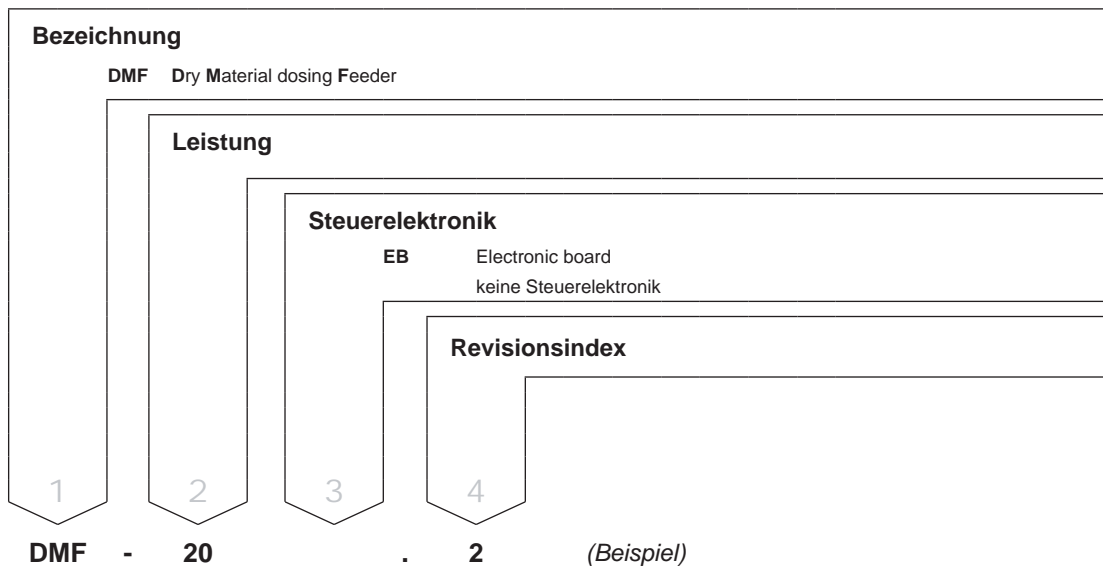 Bezeichnung
DMF Dry Material dosing Feeder
Leistung
Steuerelektronik
EB Electronic board
keine Steuerelektronik
Revisionsindex
1 2 3 4
DMF - 20 . 2 (Beispiel)